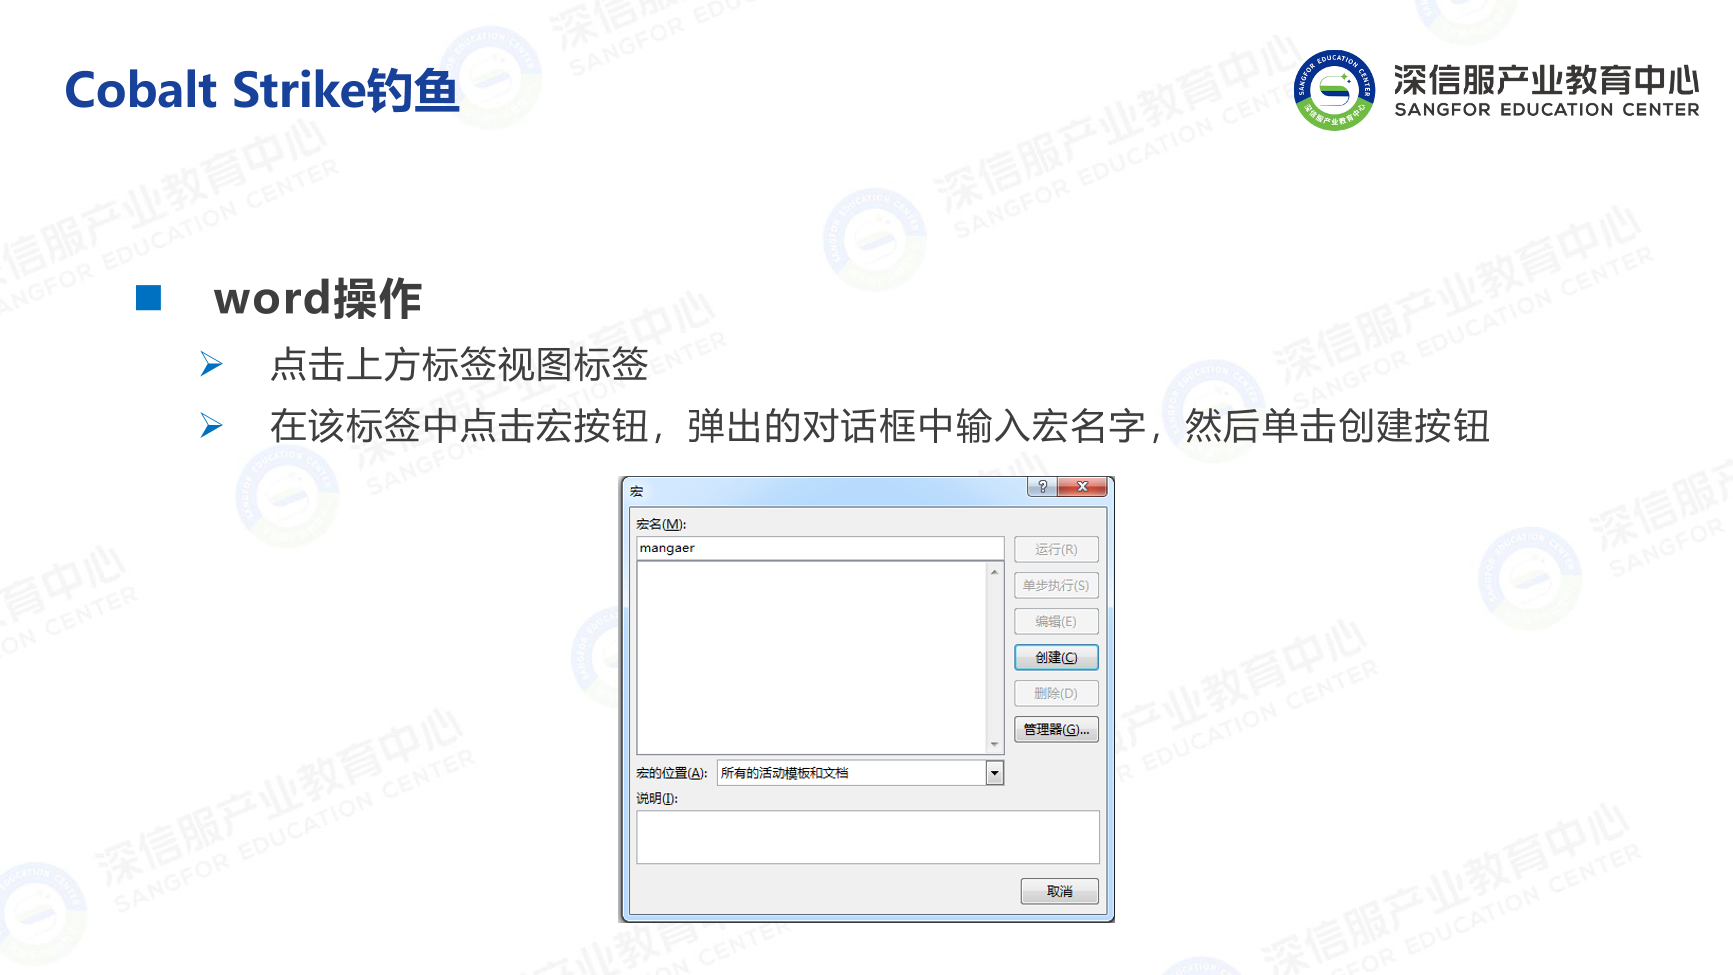 Cobalt Strike钓鱼
深信服产业教育中心
SANGFOR EDUCATION CENTER
word操作
点击上方标签视图标签
在该标签中点击宏按钮，弹出的对话框中输入宏名字，然后单击创建按钮
宏
宏名(M):
mangaer
运行(R)
单步执行(S)
编辑(E)
创建(C)
删除(D)
管理器(G)...
宏的位置(A): 所有的活动模板和文档
说明(I):
取消